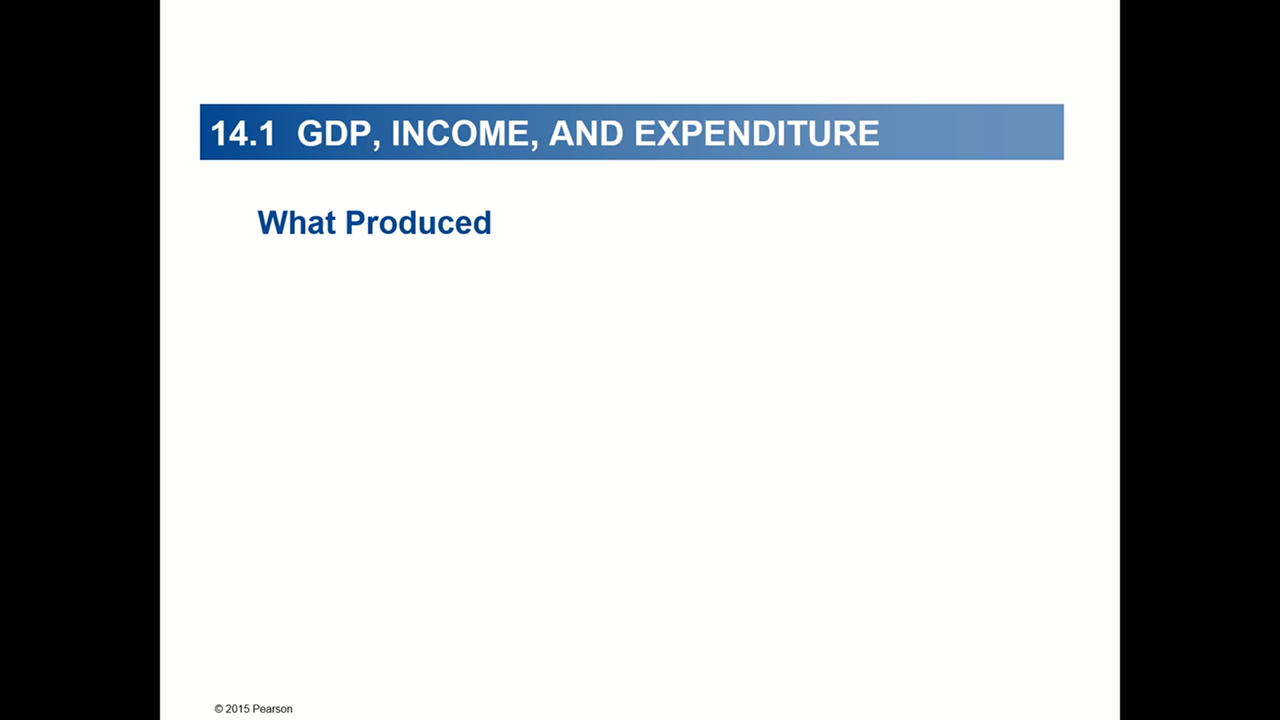 14.1 GDP, INCOME, AND EXPENDITURE
What Produced
© 2015 Pearson